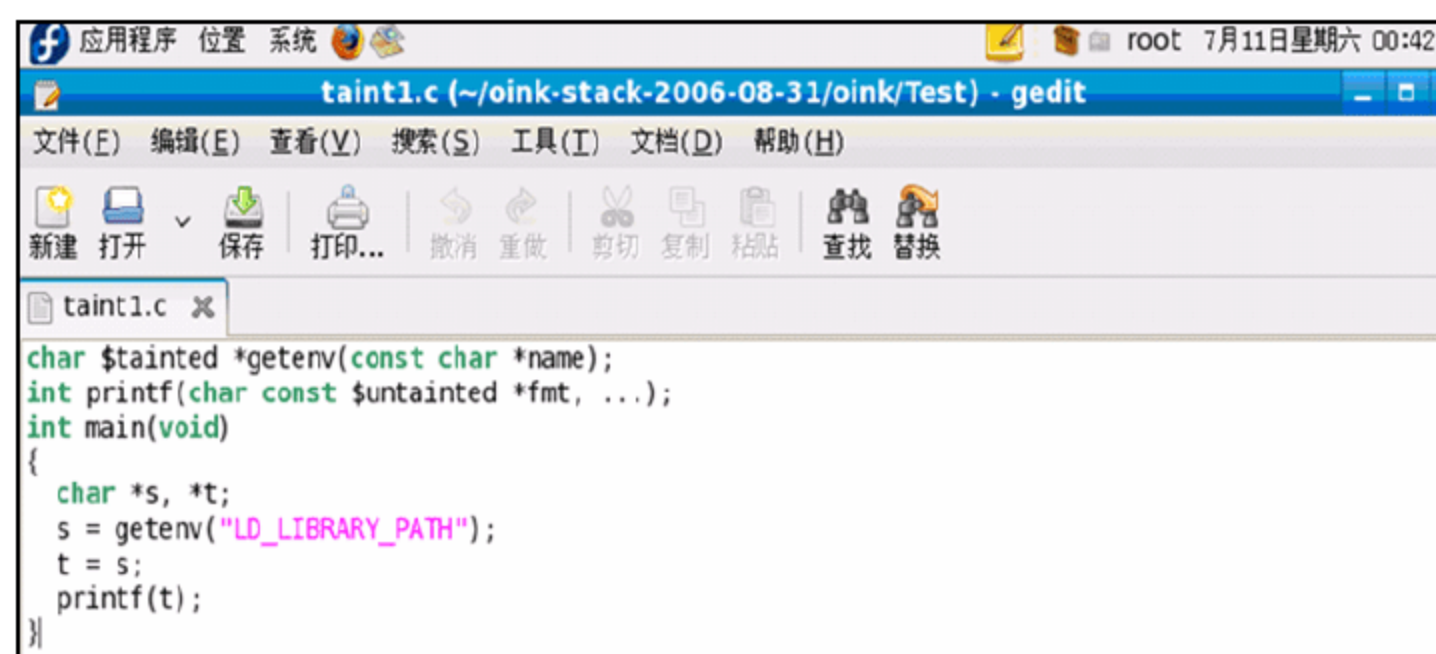 应用程序 位置 系统 root 7月11日星期六 00:42
taint1.c (~/oink-stack-2006-08-31/oink/Test) - gedit
文件(F) 编辑(E) 查看(V) 搜索(S) 工具(T) 文档(D) 帮助(H)
新建 打开 保存 打印... 撤消 重做 剪切 复制 粘贴 查找 替换
taint1.c
char $tainted *getenv(const char *name);
int printf(char const $untainted *fmt, ...);
int main(void)
{
  char *s, *t;
  s = getenv("LD_LIBRARY_PATH");
  t = s;
  printf(t);
}